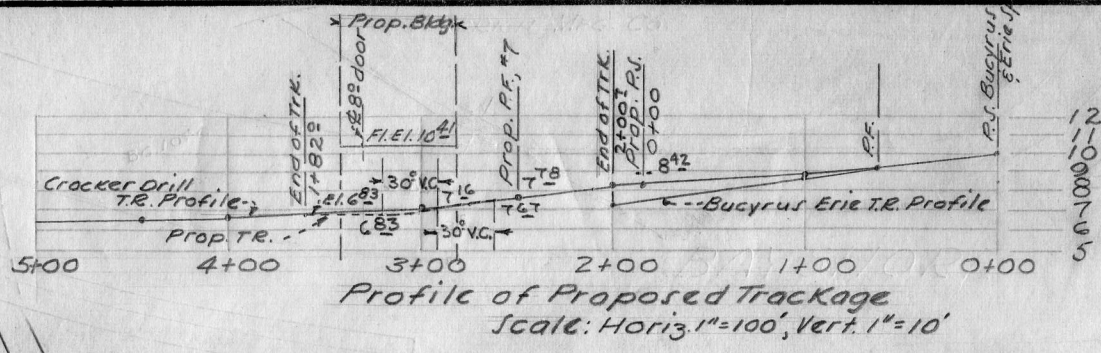 Prop. Bldg.
₵ 8° door
Fl. El. 10 41
End of Trk.
1+82°
Prop. P.F. #7
End of Trk.
2+00²
Prop. P.S.
0+00
P.F.
P.S. Bucyrus
& Erie Sp
12
11
10
9
8
7
6
5
Crocker Drill
T.R. Profile
Prop. T.R.
El. 6 83
6 83
30° V.C.
7 16
30° V.C.
7 78
7 67
8 42
Bucyrus Erie T.R. Profile
5+00
4+00
3+00
2+00
1+00
0+00
Profile of Proposed Trackage
Scale: Horiz. 1"=100', Vert. 1"=10'